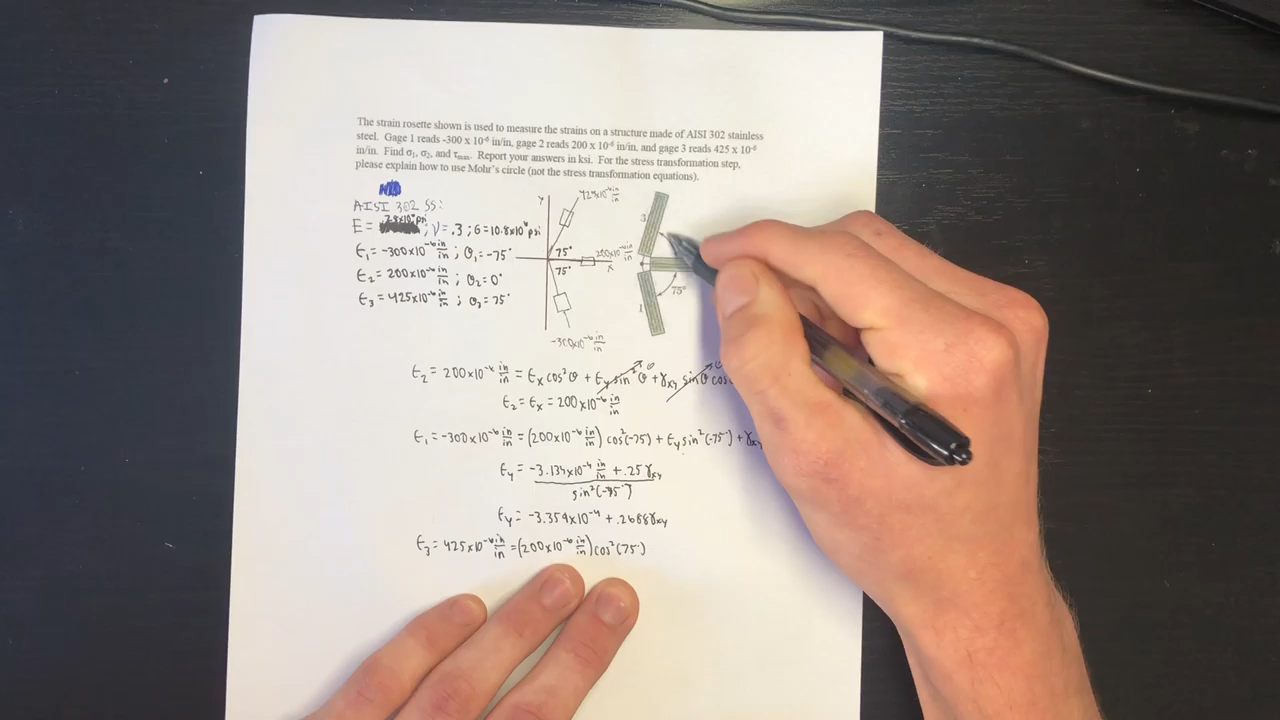 The strain rosette shown is used to measure the strains on a structure made of AISI 302 stainless
steel. Gage 1 reads -300 x 10⁻⁶ in/in, gage 2 reads 200 x 10⁻⁶ in/in, and gage 3 reads 425 x 10⁻⁶
in/in. Find σ₁, σ₂, and τmax. Report your answers in ksi. For the stress transformation step,
please explain how to use Mohr's circle (not the stress transformation equations).
AISI 302 SS:
E= psi ; ν=.3 ; G=10.8x10⁶ psi
ϵ₁=-300x10⁻⁶ in/in ; θ₁=-75°
ϵ₂=200x10⁻⁶ in/in ; θ₂=0°
ϵ₃=425x10⁻⁶ in/in ; θ₃=75°
y
425x10⁻⁶ in/in
75°
200x10⁻⁶ in/in
x
75°
-300x10⁻⁶ in/in
3
75°
1
ϵ₂ = 200x10⁻⁶ in/in = ϵx cos²θ + ϵy sin²θ + γxy sinθ cos
0
ϵ₂ = ϵx = 200x10⁻⁶ in/in
ϵ₁=-300x10⁻⁶ in/in = (200x10⁻⁶ in/in) cos²(-75) + ϵy sin²(-75°) + γxy
ϵy = -3.134x10⁻⁴ in/in + .25γxy
sin²(-75°)
ϵy = -3.359x10⁻⁴ + .2688γxy
ϵ₃ = 425x10⁻⁶ in/in = (200x10⁻⁶ in/in) cos²(75)